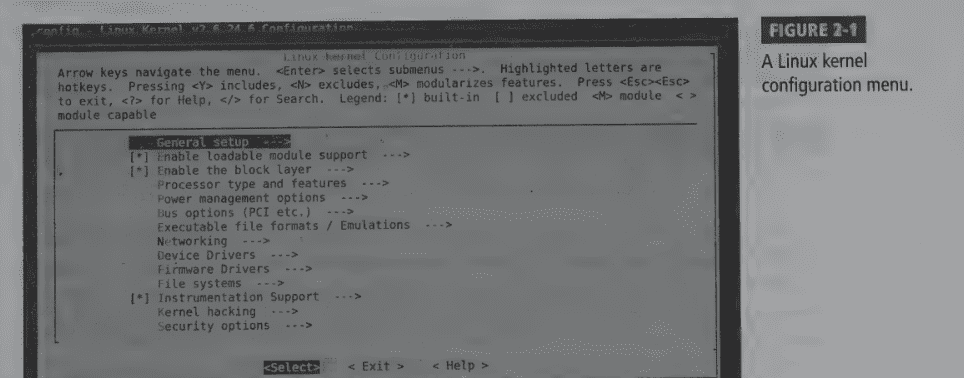 .config - Linux Kernel v2.6.24.6 Configuration
Linux Kernel Configuration
Arrow keys navigate the menu. <Enter> selects submenus --->. Highlighted letters are
hotkeys. Pressing <Y> includes, <N> excludes, <M> modularizes features. Press <Esc><Esc>
to exit, <?> for Help, </> for Search. Legend: [*] built-in [ ] excluded <M> module < >
module capable
General setup --->
[*] Enable loadable module support --->
[*] Enable the block layer --->
Processor type and features --->
Power management options --->
Bus options (PCI etc.) --->
Executable file formats / Emulations --->
Networking --->
Device Drivers --->
Firmware Drivers --->
File systems --->
[*] Instrumentation Support --->
Kernel hacking --->
Security options --->
<Select> < Exit > < Help >
FIGURE 2-1
A Linux kernel
configuration menu.